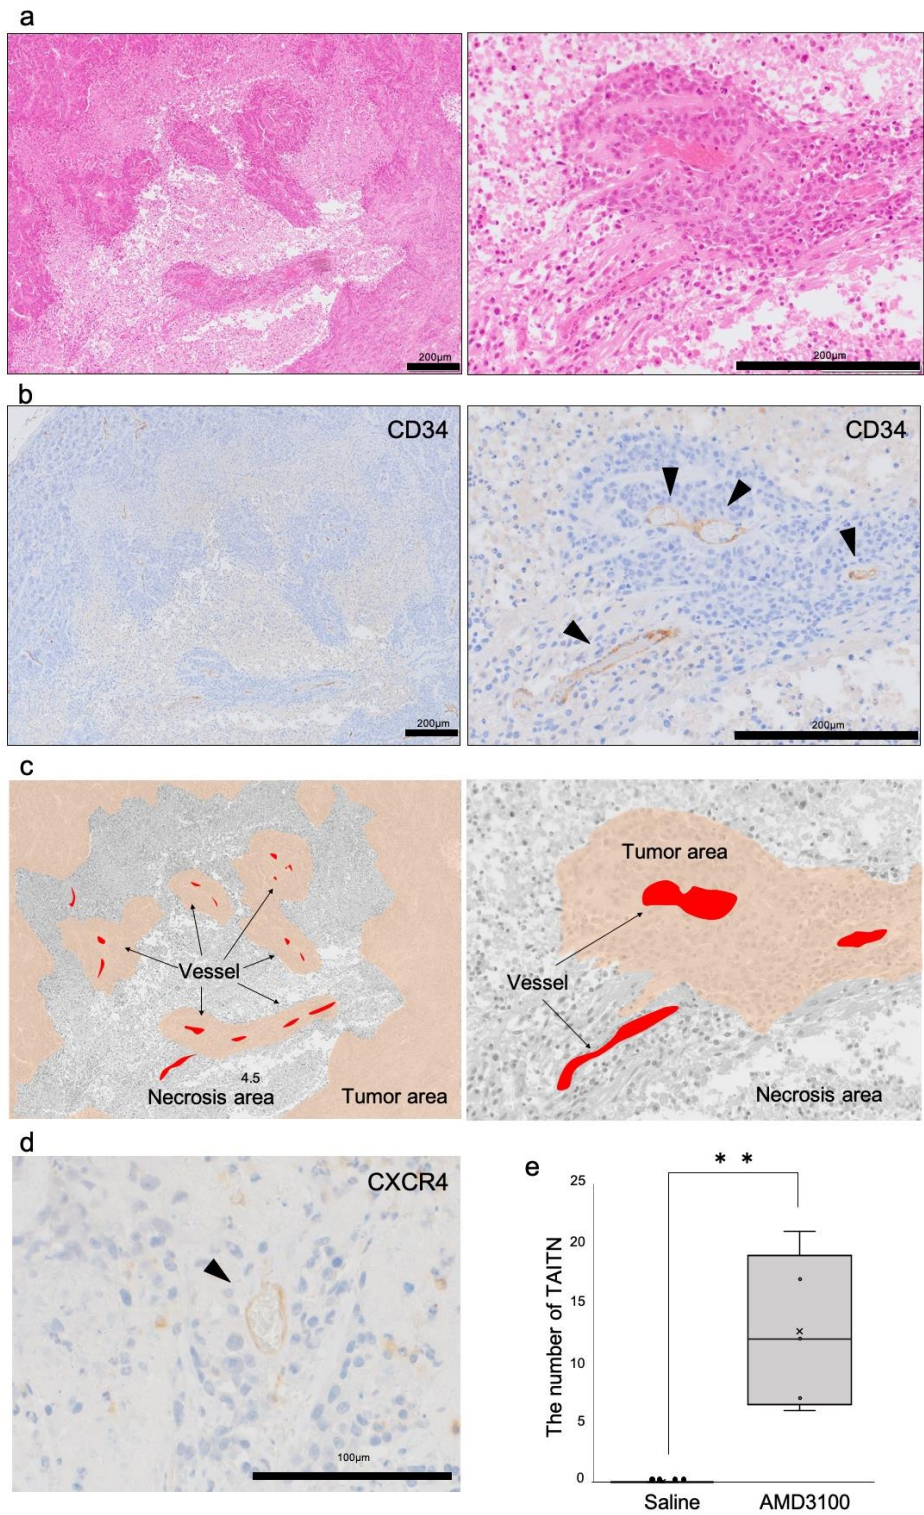 a
200μm
200μm
b
CD34
CD34
200μm
200μm
c
Vessel
4.5
Necrosis area
Tumor area
Tumor area
Vessel
Necrosis area
d
CXCR4
100μm
e
* *
The number of TAITN
25
20
15
10
5
0
Saline
AMD3100